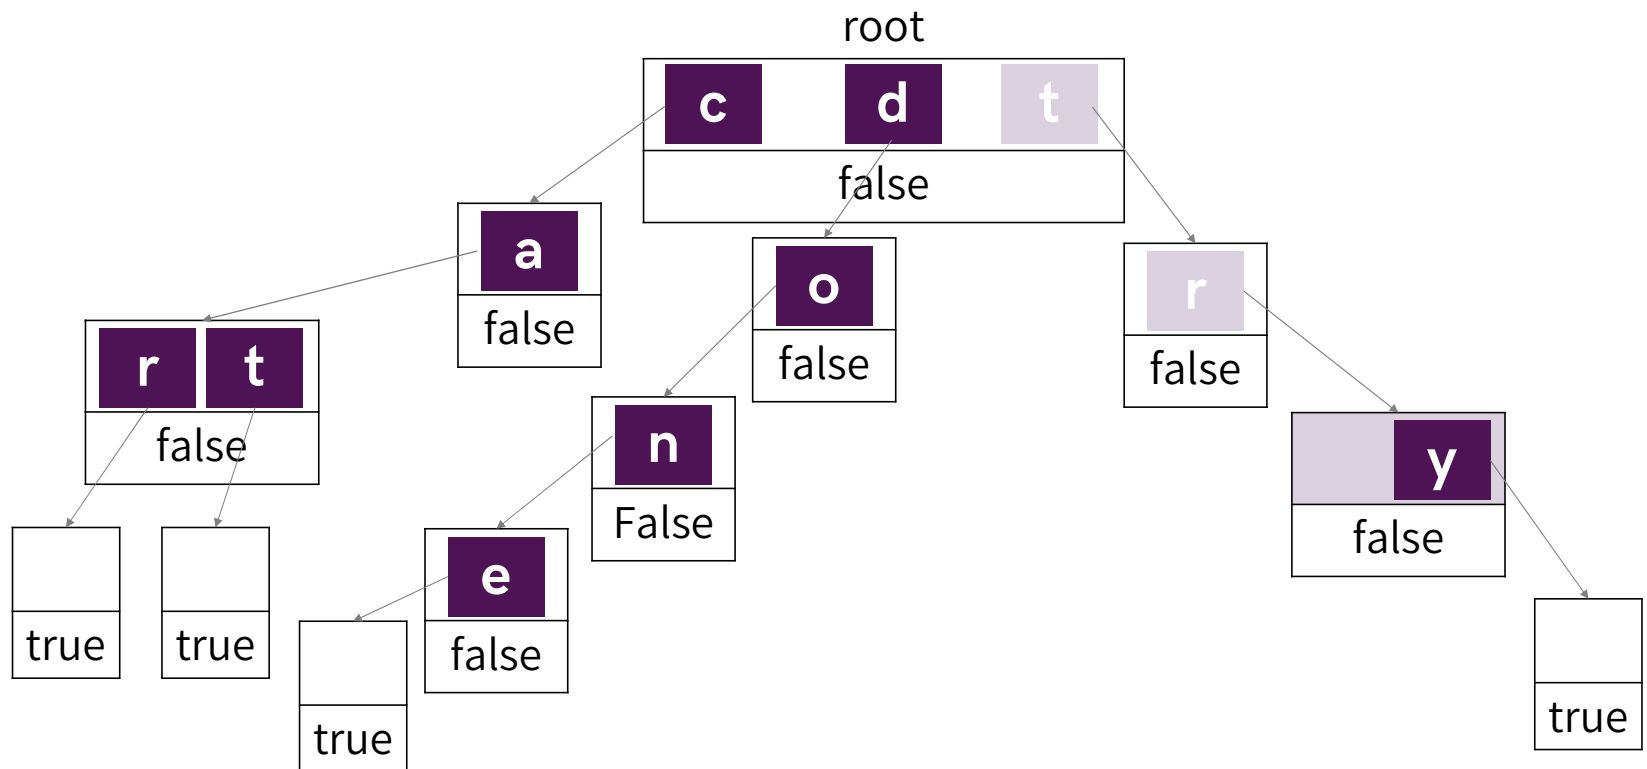 root
c d t
false
a
false
o
false
r
false
r t
false
n
False
y
false
e
false
true
true
true
true